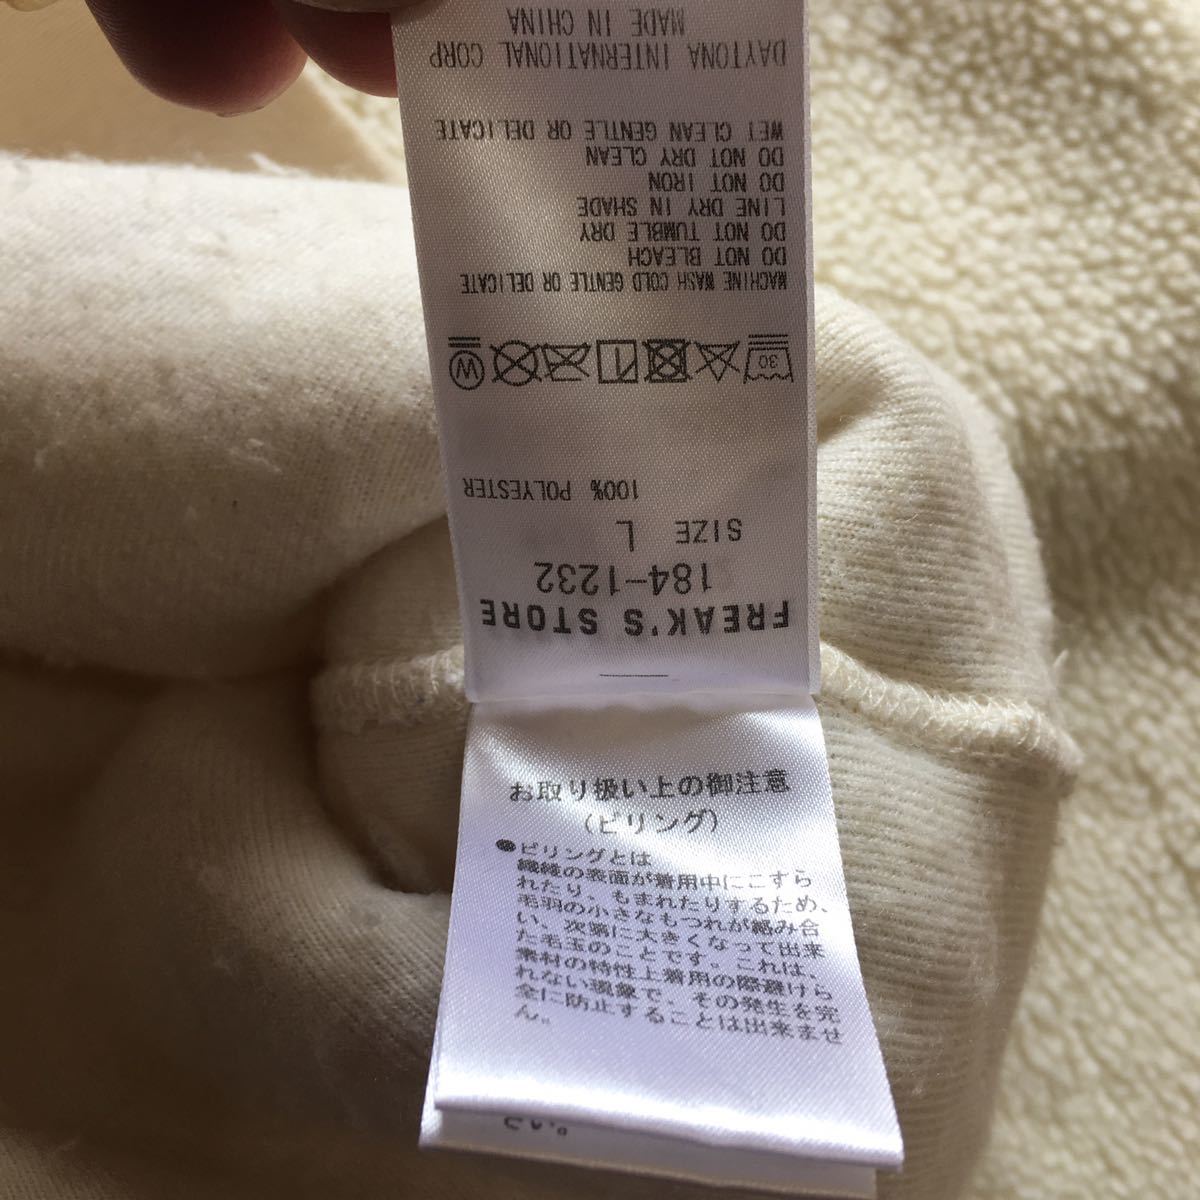 FREAK'S STORE
184-1232
SIZE L
100% POLYESTER
30
W
MACHINE WASH COLD GENTLE OR DELICATE
DO NOT BLEACH
DO NOT TUMBLE DRY
LINE DRY IN SHADE
DO NOT IRON
DO NOT DRY CLEAN
WET CLEAN GENTLE OR DELICATE
DAYTONA INTERNATIONAL CORP
MADE IN CHINA
お取り扱い上の御注意
(ピリング)
●ピリングとは
繊維の表面が着用中にこすら
れたり、もまれたりするため、
毛羽の小さなもつれが絡み合
い、次第に大きくなって出来
た毛玉のことです。これは、
素材の特性上着用の際避けら
れない現象で、その発生を完
全に防止することは出来ませ
ん。